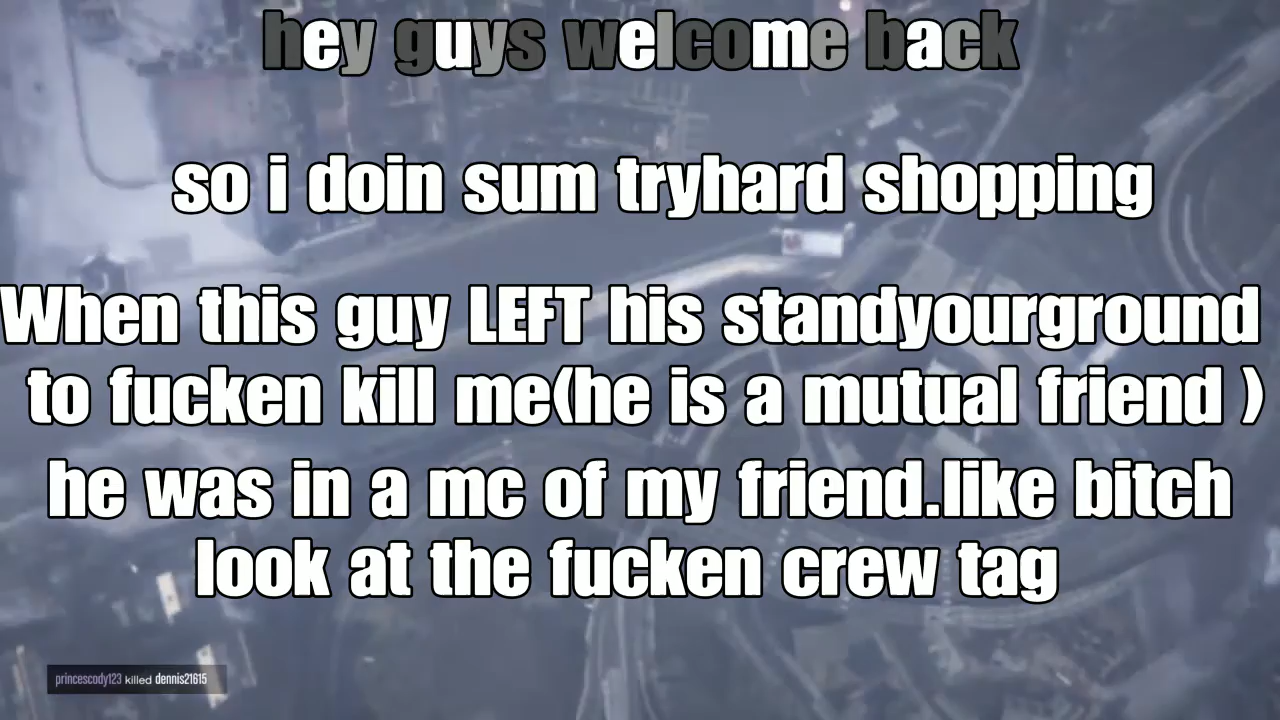 hey guys welcome back
so i doin sum tryhard shopping
When this guy LEFT his standyourground
to fucken kill me(he is a mutual friend )
he was in a mc of my friend.like bitch
look at the fucken crew tag
princescody123 killed dennis21615